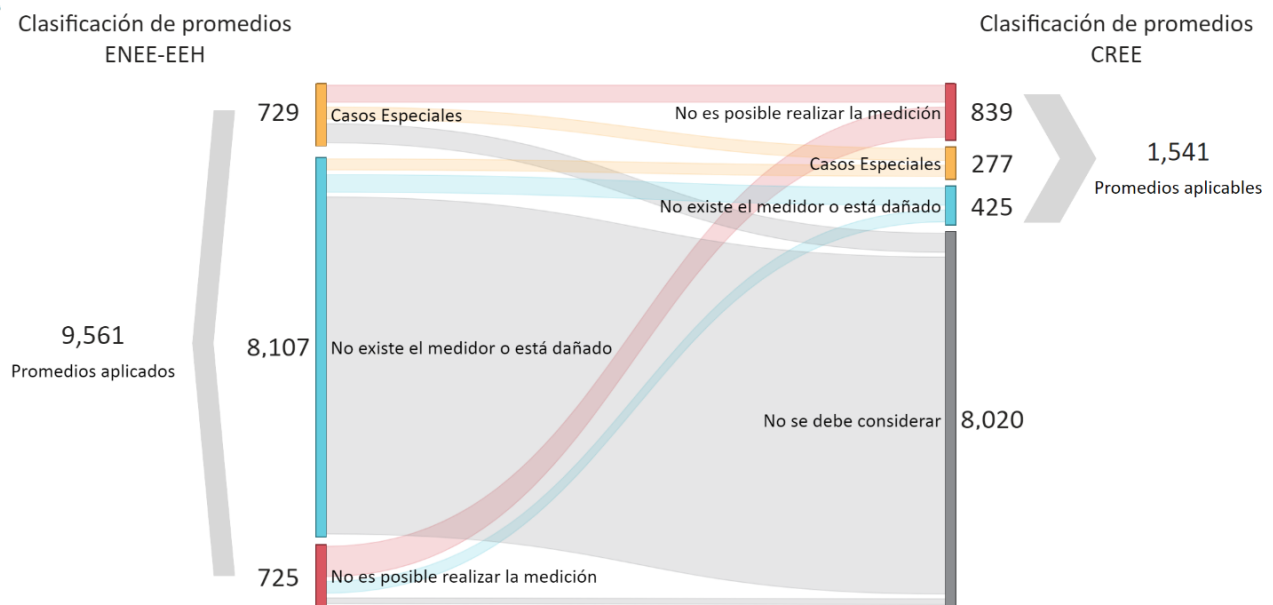 Clasificación de promedios
ENEE-EEH
Clasificación de promedios
CREE
729
Casos Especiales
No es posible realizar la medición
839
Casos Especiales
277
1,541
Promedios aplicables
No existe el medidor o está dañado
425
9,561
Promedios aplicados
8,107
No existe el medidor o está dañado
No se debe considerar
8,020
725
No es posible realizar la medición